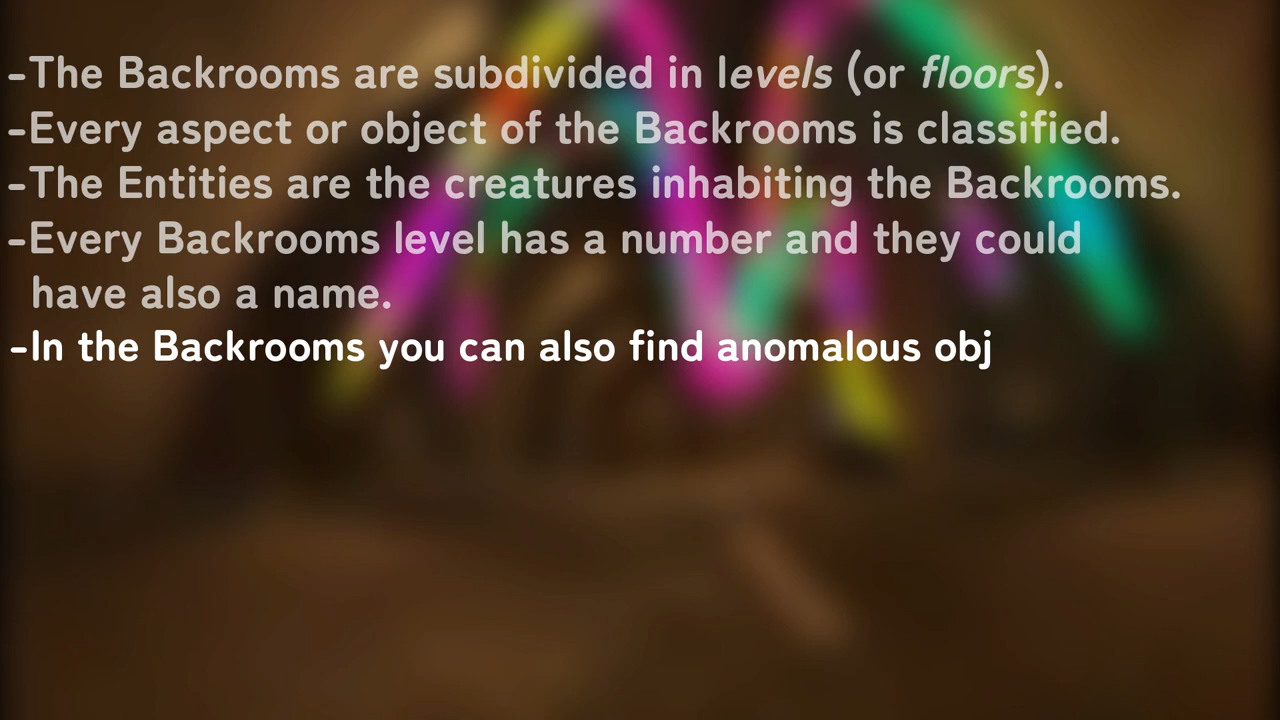 -The Backrooms are subdivided in levels (or floors).
-Every aspect or object of the Backrooms is classified.
-The Entities are the creatures inhabiting the Backrooms.
-Every Backrooms level has a number and they could
have also a name.
-In the Backrooms you can also find anomalous obj